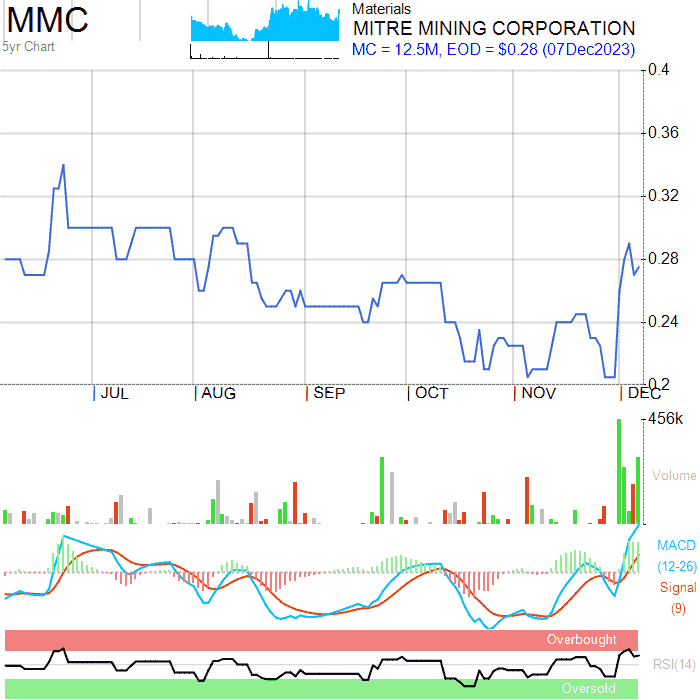 MMC
5yr Chart
Materials
MITRE MINING CORPORATION
MC = 12.5M, EOD = $0.28 (07Dec2023)
0.4
0.36
0.32
0.28
0.24
0.2
JUL AUG SEP OCT NOV DEC
456k
Volume
MACD
(12-26)
Signal
(9)
Overbought
RSI(14)
Oversold